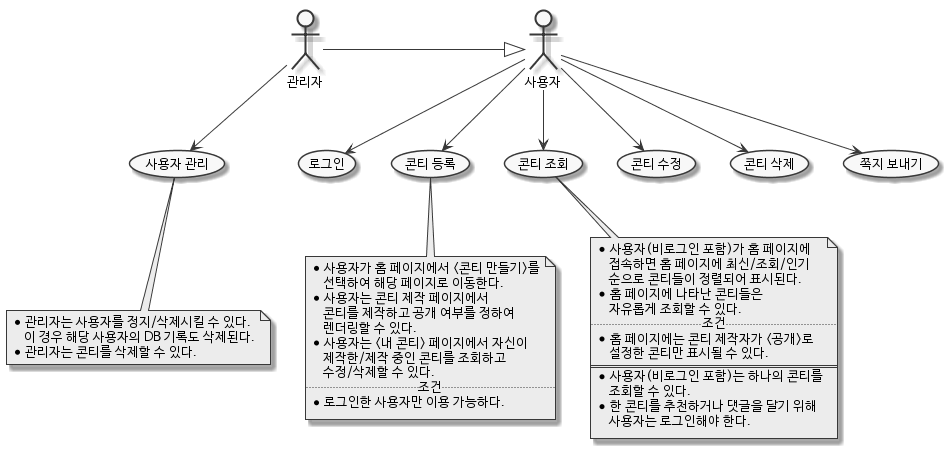 관리자
사용자
사용자 관리
로그인
콘티 등록
콘티 조회
콘티 수정
콘티 삭제
쪽지 보내기
• 관리자는 사용자를 정지/삭제시킬 수 있다.
이 경우 해당 사용자의 DB 기록도 삭제된다.
• 관리자는 콘티를 삭제할 수 있다.
• 사용자가 홈 페이지에서 <콘티 만들기>를
선택하여 해당 페이지로 이동한다.
• 사용자는 콘티 제작 페이지에서
콘티를 제작하고 공개 여부를 정하여
렌더링할 수 있다.
• 사용자는 <내 콘티> 페이지에서 자신이
제작한/제작 중인 콘티를 조회하고
수정/삭제할 수 있다.
조건
• 로그인한 사용자만 이용 가능하다.
• 사용자(비로그인 포함)가 홈 페이지에
접속하면 홈 페이지에 최신/조회/인기
순으로 콘티들이 정렬되어 표시된다.
• 홈 페이지에 나타난 콘티들은
자유롭게 조회할 수 있다.
조건
• 홈 페이지에는 콘티 제작자가 <공개>로
설정한 콘티만 표시될 수 있다.
• 사용자(비로그인 포함)는 하나의 콘티를
조회할 수 있다.
• 한 콘티를 추천하거나 댓글을 달기 위해
사용자는 로그인해야 한다.